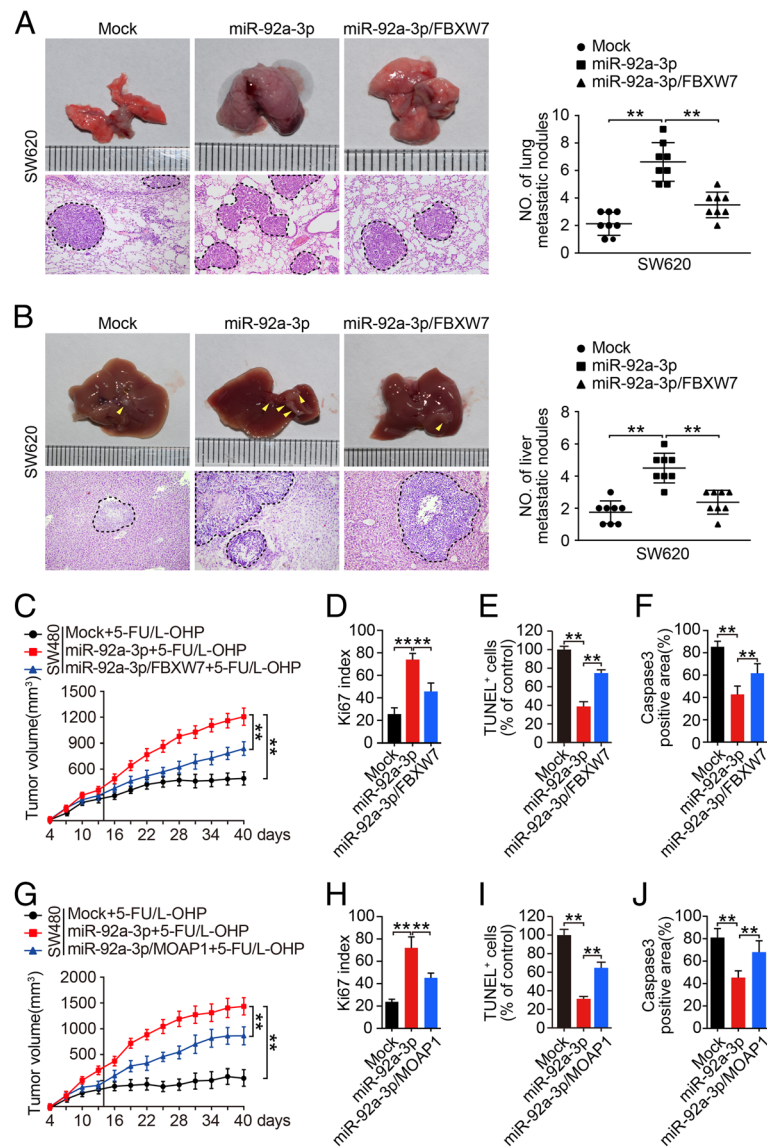 A
Mock
miR-92a-3p
miR-92a-3p/FBXW7
SW620
Mock
miR-92a-3p
miR-92a-3p/FBXW7
NO. of lung
metastatic nodules
10
8
6
4
2
0
**
**
SW620
B
Mock
miR-92a-3p
miR-92a-3p/FBXW7
SW620
Mock
miR-92a-3p
miR-92a-3p/FBXW7
NO. of liver
metastatic nodules
8
6
4
2
0
**
**
SW620
C
SW480
Mock+5-FU/L-OHP
miR-92a-3p+5-FU/L-OHP
miR-92a-3p/FBXW7+5-FU/L-OHP
Tumor volume(mm³)
1500
1200
900
600
**
**
4 10 16 22 28 34 40 days
D
Ki67 index
100
80
60
40
20
0
****
Mock
miR-92a-3p
miR-92a-3p/FBXW7
E
TUNEL⁺ cells
(% of control)
120
100
80
60
40
20
0
**
**
Mock
miR-92a-3p
miR-92a-3p/FBXW7
F
Caspase3
positive area(%)
100
80
60
40
20
0
**
**
Mock
miR-92a-3p
miR-92a-3p/FBXW7
G
SW480
Mock+5-FU/L-OHP
miR-92a-3p+5-FU/L-OHP
miR-92a-3p/MOAP1+5-FU/L-OHP
Tumor volume(mm³)
2000
1500
1000
500
**
**
4 10 16 22 28 34 40 days
H
Ki67 index
100
80
60
40
20
0
****
Mock
miR-92a-3p
miR-92a-3p/MOAP1
I
TUNEL⁺ cells
(% of control)
120
100
80
60
40
20
0
**
**
Mock
miR-92a-3p
miR-92a-3p/MOAP1
J
Caspase3
positive area(%)
100
80
60
40
20
0
**
**
Mock
miR-92a-3p
miR-92a-3p/MOAP1